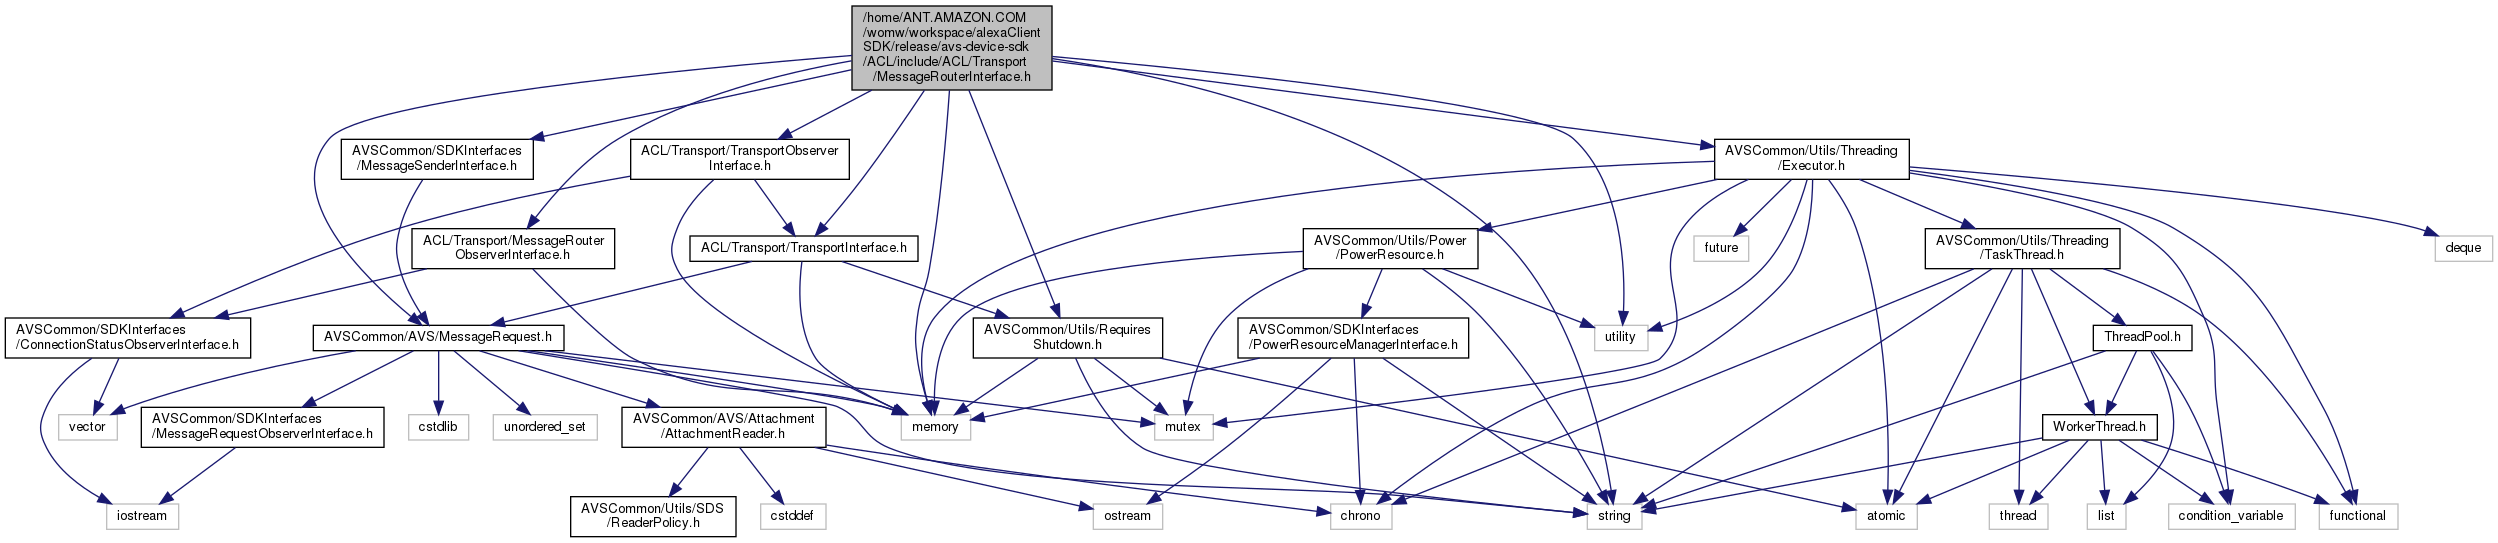 /home/ANT.AMAZON.COM
/womw/workspace/alexaClient
SDK/release/avs-device-sdk
/ACL/include/ACL/Transport
/MessageRouterInterface.h
AVSCommon/SDKInterfaces
/MessageSenderInterface.h
ACL/Transport/TransportObserver
Interface.h
AVSCommon/Utils/Threading
/Executor.h
ACL/Transport/MessageRouter
ObserverInterface.h
ACL/Transport/TransportInterface.h
AVSCommon/Utils/Power
/PowerResource.h
future
AVSCommon/Utils/Threading
/TaskThread.h
deque
AVSCommon/SDKInterfaces
/ConnectionStatusObserverInterface.h
AVSCommon/AVS/MessageRequest.h
AVSCommon/Utils/Requires
Shutdown.h
AVSCommon/SDKInterfaces
/PowerResourceManagerInterface.h
utility
ThreadPool.h
vector
AVSCommon/SDKInterfaces
/MessageRequestObserverInterface.h
cstdlib
unordered_set
AVSCommon/AVS/Attachment
/AttachmentReader.h
memory
mutex
WorkerThread.h
iostream
AVSCommon/Utils/SDS
/ReaderPolicy.h
cstddef
ostream
chrono
string
atomic
thread
list
condition_variable
functional